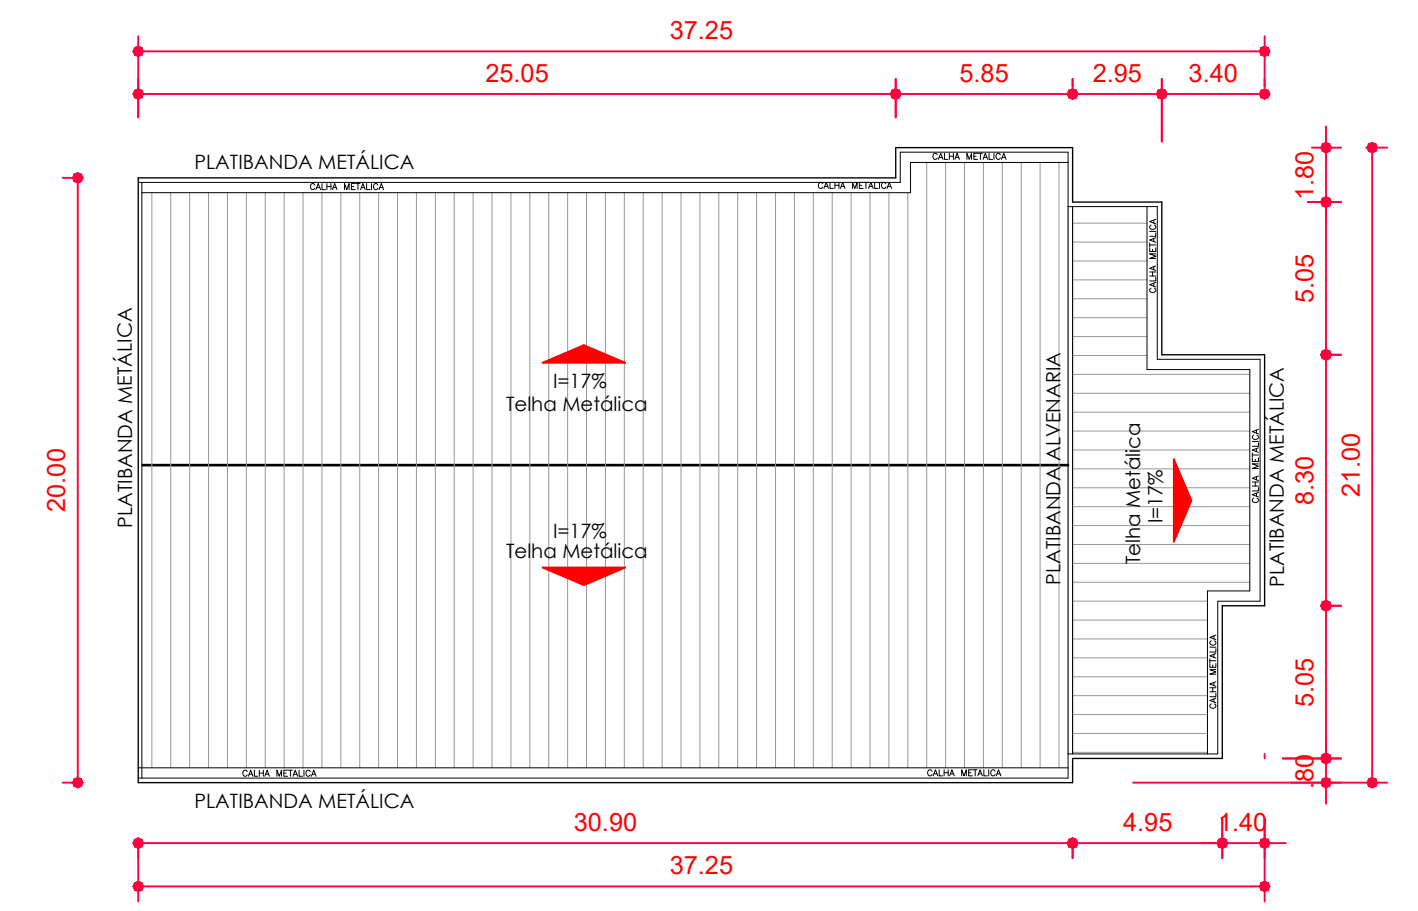 37.25
25.05
5.85
2.95
3.40
PLATIBANDA METÁLICA
CALHA METALICA
CALHA METALICA
CALHA METALICA
1.80
CALHA METALICA
5.05
PLATIBANDA METÁLICA
I=17%
Telha Metálica
PLATIBANDA ALVENARIA
Telha Metálica
I=17%
CALHA METALICA
PLATIBANDA METÁLICA
8.30
21.00
20.00
I=17%
Telha Metálica
CALHA METALICA
5.05
CALHA METALICA
CALHA METALICA
.80
PLATIBANDA METÁLICA
30.90
4.95
1.40
37.25